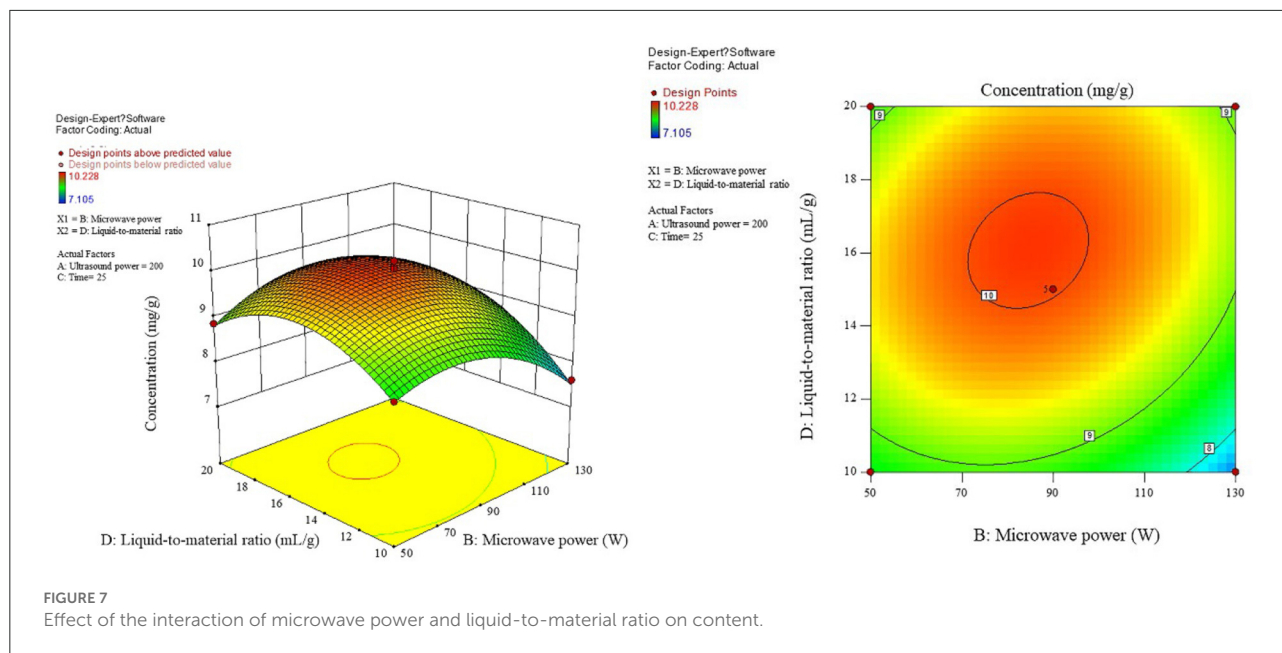 Design-Expert?Software
Factor Coding: Actual
Design points above predicted value
Design points below predicted value
10.228
7.105
X1 = B: Microwave power
X2 = D: Liquid-to-material ratio
Actual Factors
A: Ultrasound power = 200
C: Time= 25
Concentration (mg/g)
11
10
9
8
7
20
18
16
14
12
10
50
70
90
110
130
D: Liquid-to-material ratio (mL/g)
B: Microwave power (W)
Design-Expert?Software
Factor Coding: Actual
Design Points
10.228
7.105
X1 = B: Microwave power
X2 = D: Liquid-to-material ratio
Actual Factors
A: Ultrasound power = 200
C: Time= 25
Concentration (mg/g)
D: Liquid-to-material ratio (mL/g)
20
18
16
14
12
10
9
9
10
5
9
8
50
70
90
110
130
B: Microwave power (W)
FIGURE 7
Effect of the interaction of microwave power and liquid-to-material ratio on content.